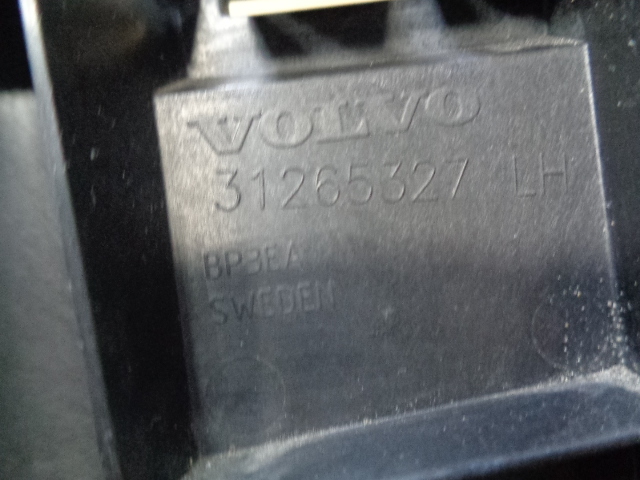 VOLVO
31265327 LH
BP3EA
SWEDEN